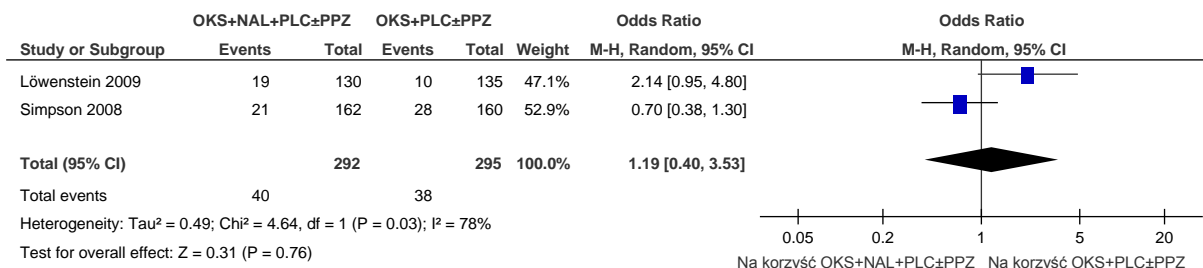 OKS+NAL+PLC±PPZ OKS+PLC±PPZ Odds Ratio Odds Ratio
Study or Subgroup Events Total Events Total Weight M-H, Random, 95% CI M-H, Random, 95% CI
Löwenstein 2009 19 130 10 135 47.1% 2.14 [0.95, 4.80]
Simpson 2008 21 162 28 160 52.9% 0.70 [0.38, 1.30]
Total (95% CI) 292 295 100.0% 1.19 [0.40, 3.53]
Total events 40 38
Heterogeneity: Tau² = 0.49; Chi² = 4.64, df = 1 (P = 0.03); I² = 78%
Test for overall effect: Z = 0.31 (P = 0.76)
0.05 0.2 1 5 20
Na korzyść OKS+NAL+PLC±PPZ Na korzyść OKS+PLC±PPZ